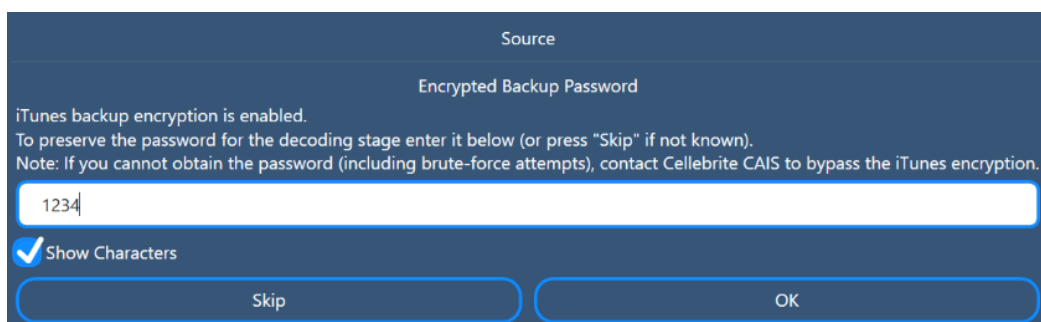 Source
Encrypted Backup Password
iTunes backup encryption is enabled.
To preserve the password for the decoding stage enter it below (or press "Skip" if not known).
Note: If you cannot obtain the password (including brute-force attempts), contact Cellebrite CAIS to bypass the iTunes encryption.
1234
Show Characters
Skip
OK